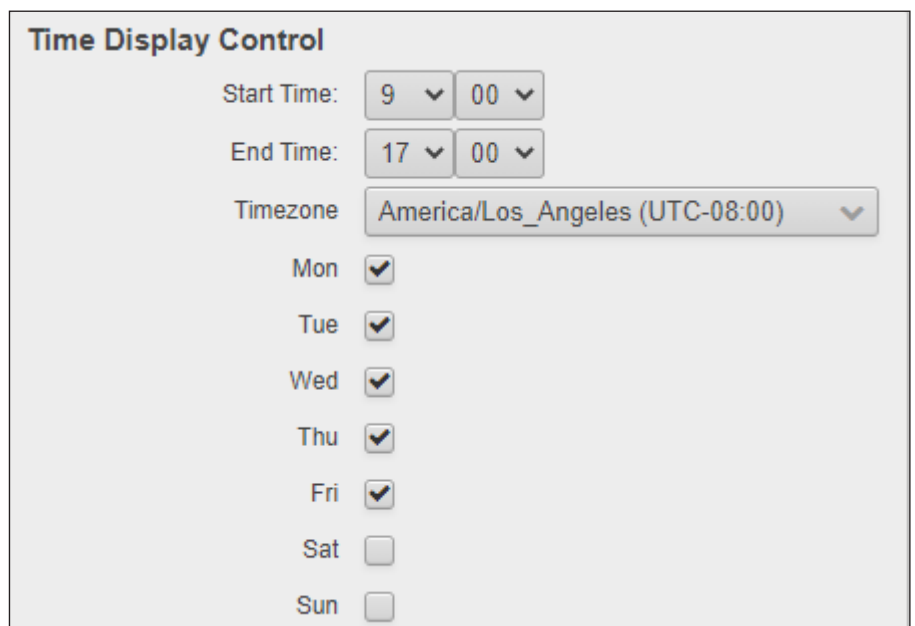 Time Display Control
Start Time: 9 00
End Time: 17 00
Timezone America/Los_Angeles (UTC-08:00)
Mon
Tue
Wed
Thu
Fri
Sat
Sun